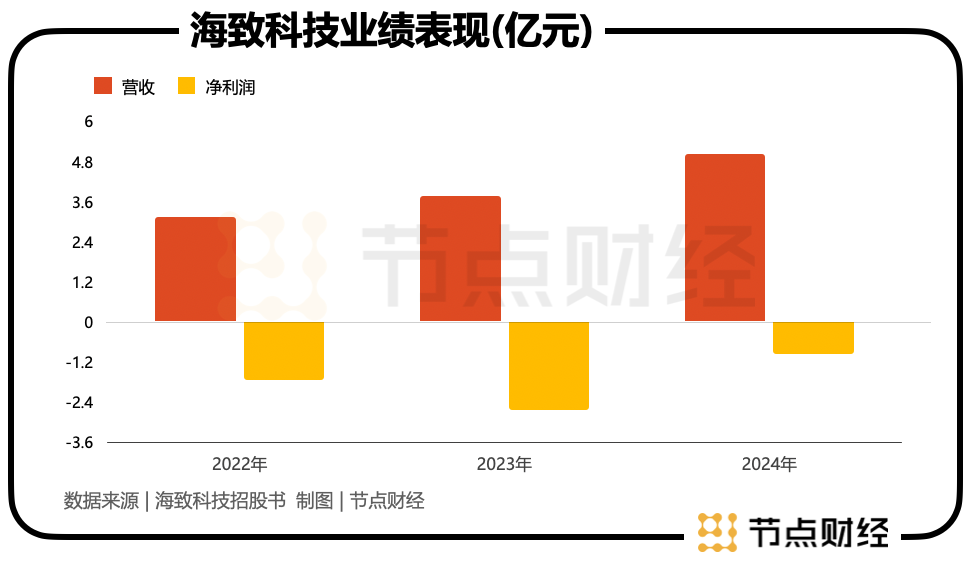 海致科技业绩表现(亿元)
营收 净利润
6
4.8
3.6
2.4
1.2
0
-1.2
-2.4
-3.6
节点财经
2022年 2023年 2024年
数据来源 | 海致科技招股书 制图 | 节点财经
节点财经